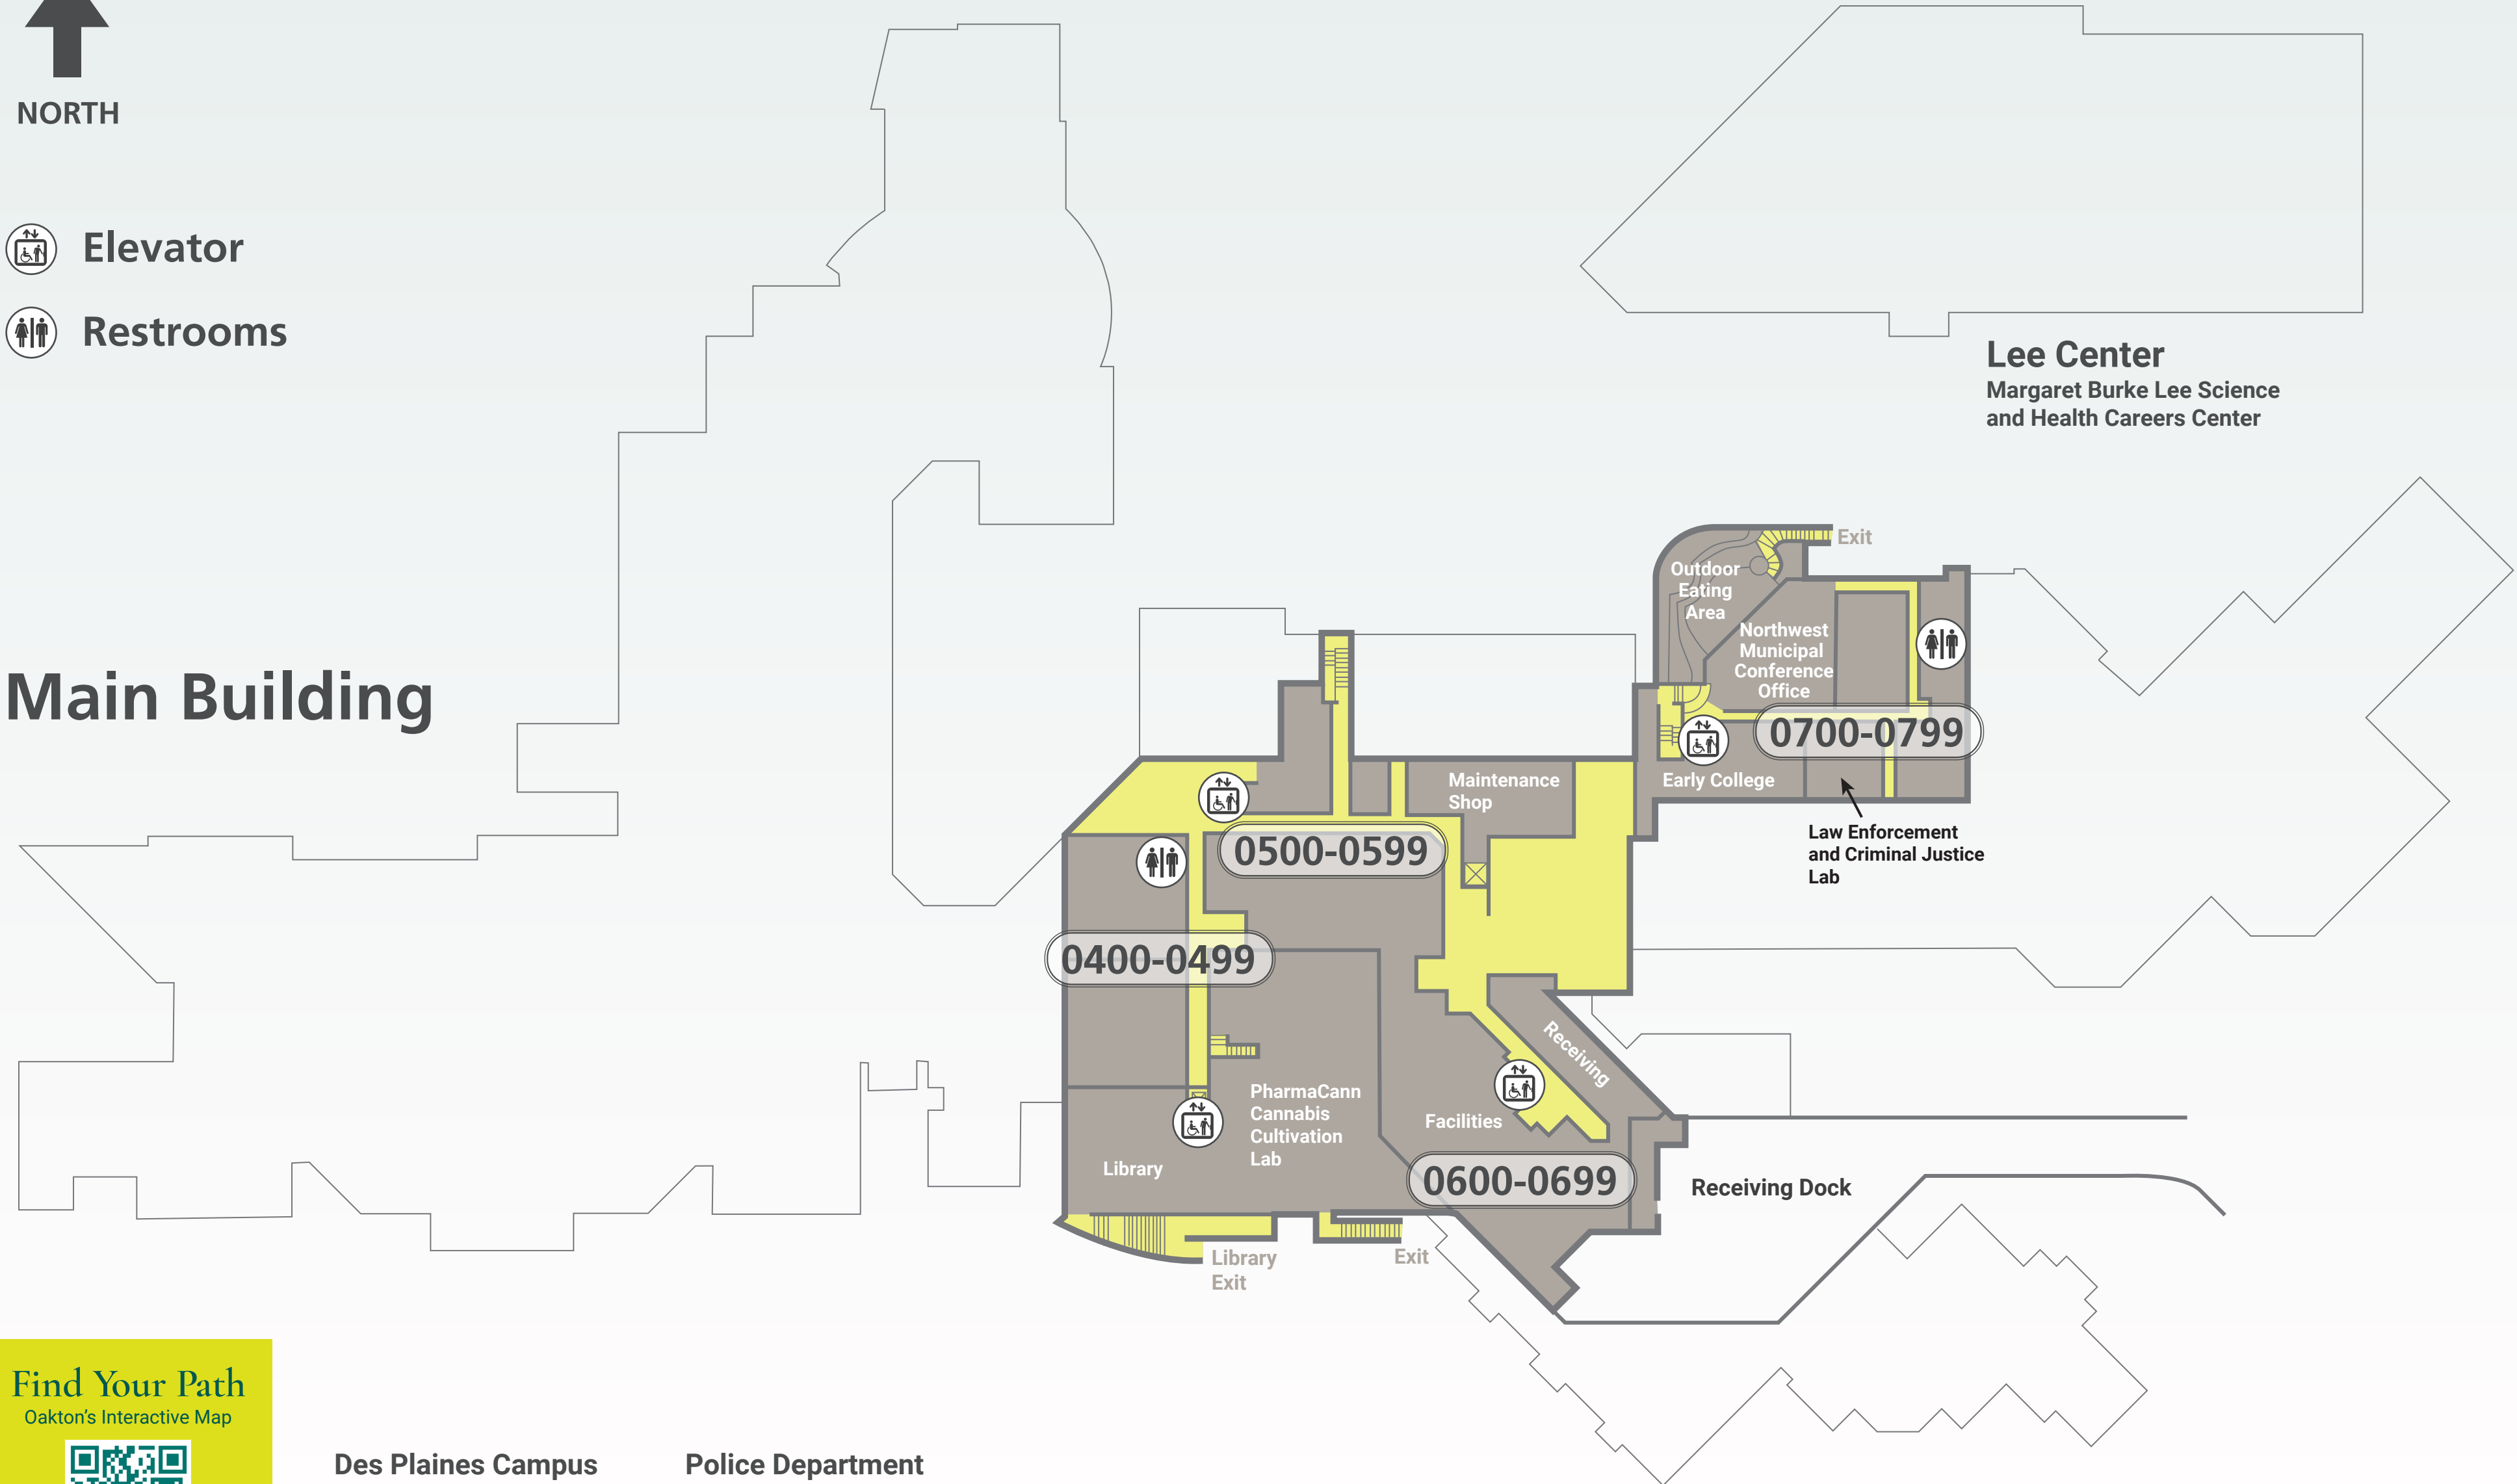 NORTH
Elevator
Restrooms
Lee Center
Margaret Burke Lee Science
and Health Careers Center
Main Building
Exit
Outdoor
Eating
Area
Northwest
Municipal
Conference
Office
0700-0799
Early College
Law Enforcement
and Criminal Justice
Lab
Maintenance
Shop
0500-0599
0400-0499
Receiving
PharmaCann
Cannabis
Cultivation
Lab
Facilities
Library
0600-0699
Receiving Dock
Library
Exit
Exit
Find Your Path
Oakton's Interactive Map
Des Plaines Campus
Police Department